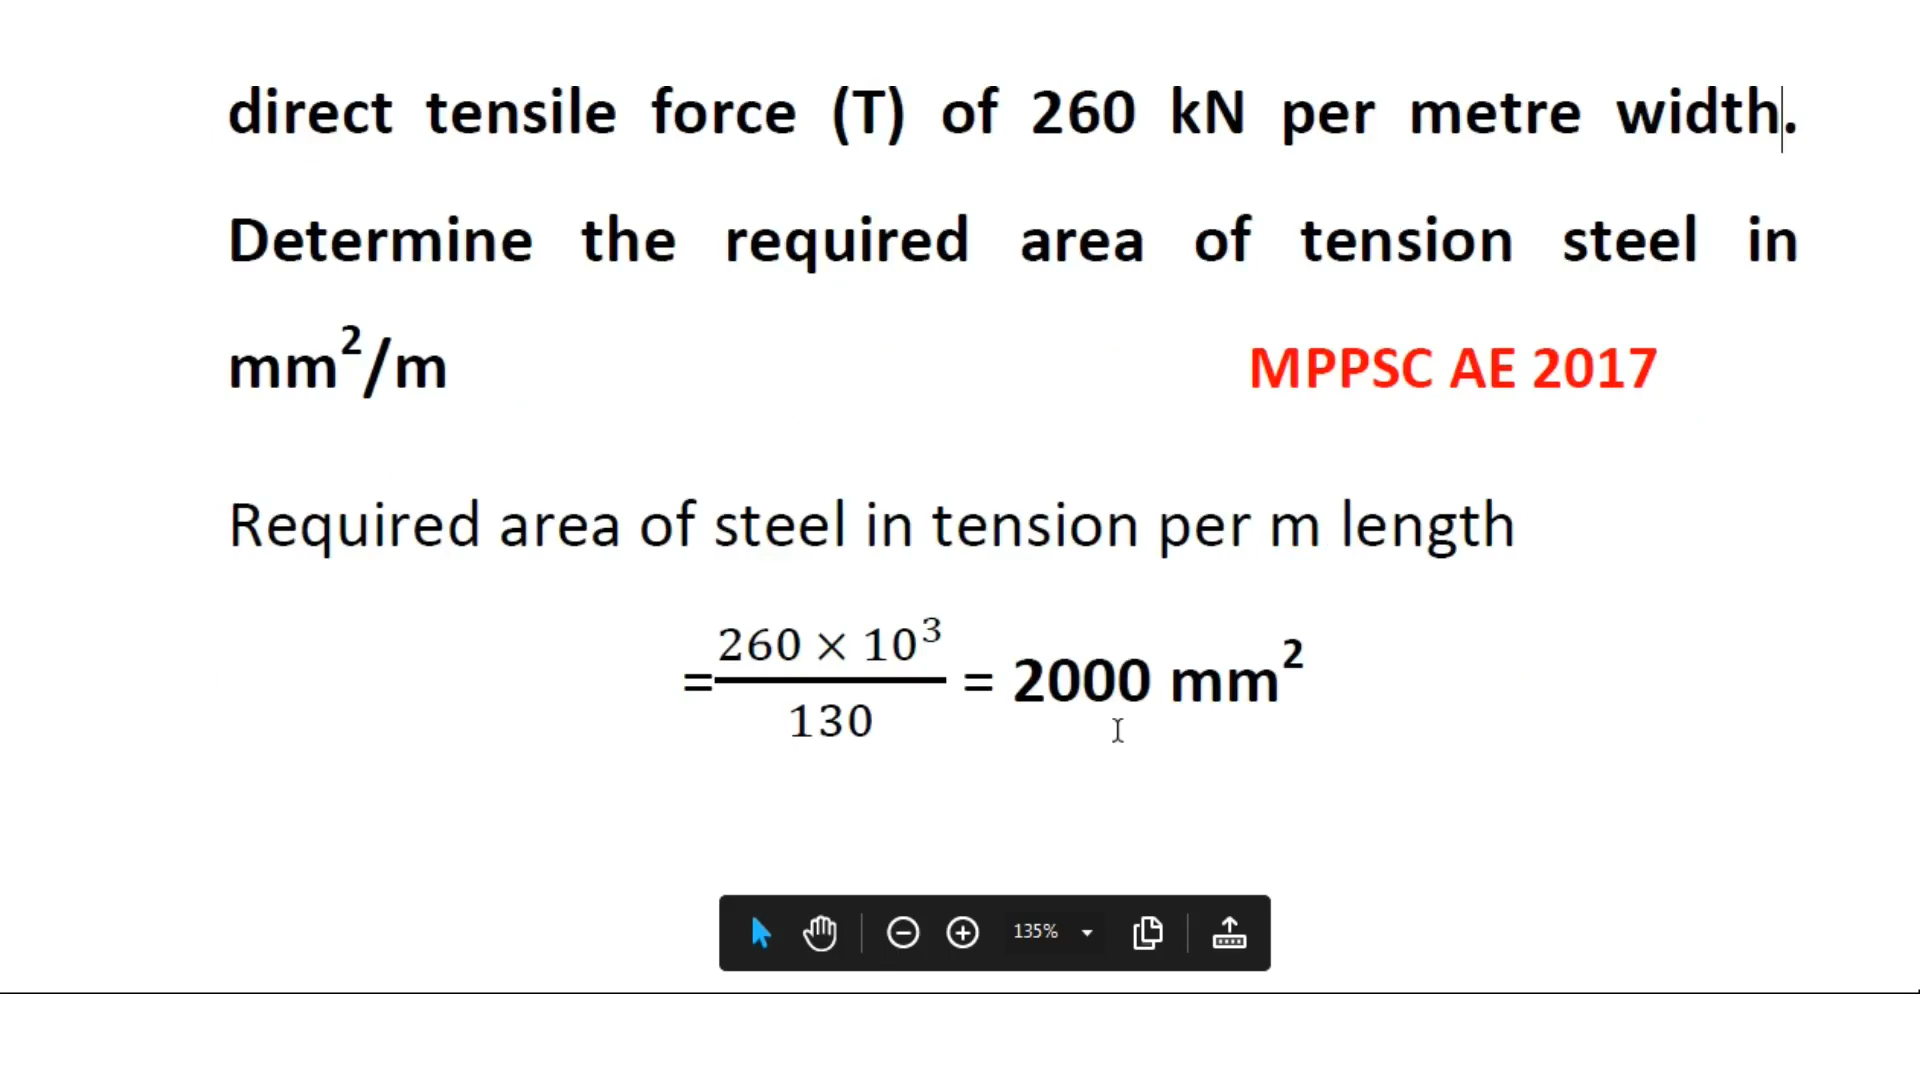 direct tensile force (T) of 260 kN per metre width.
Determine the required area of tension steel in
mm²/m MPPSC AE 2017
Required area of steel in tension per m length
= 260 × 10³ / 130 = 2000 mm²
135%